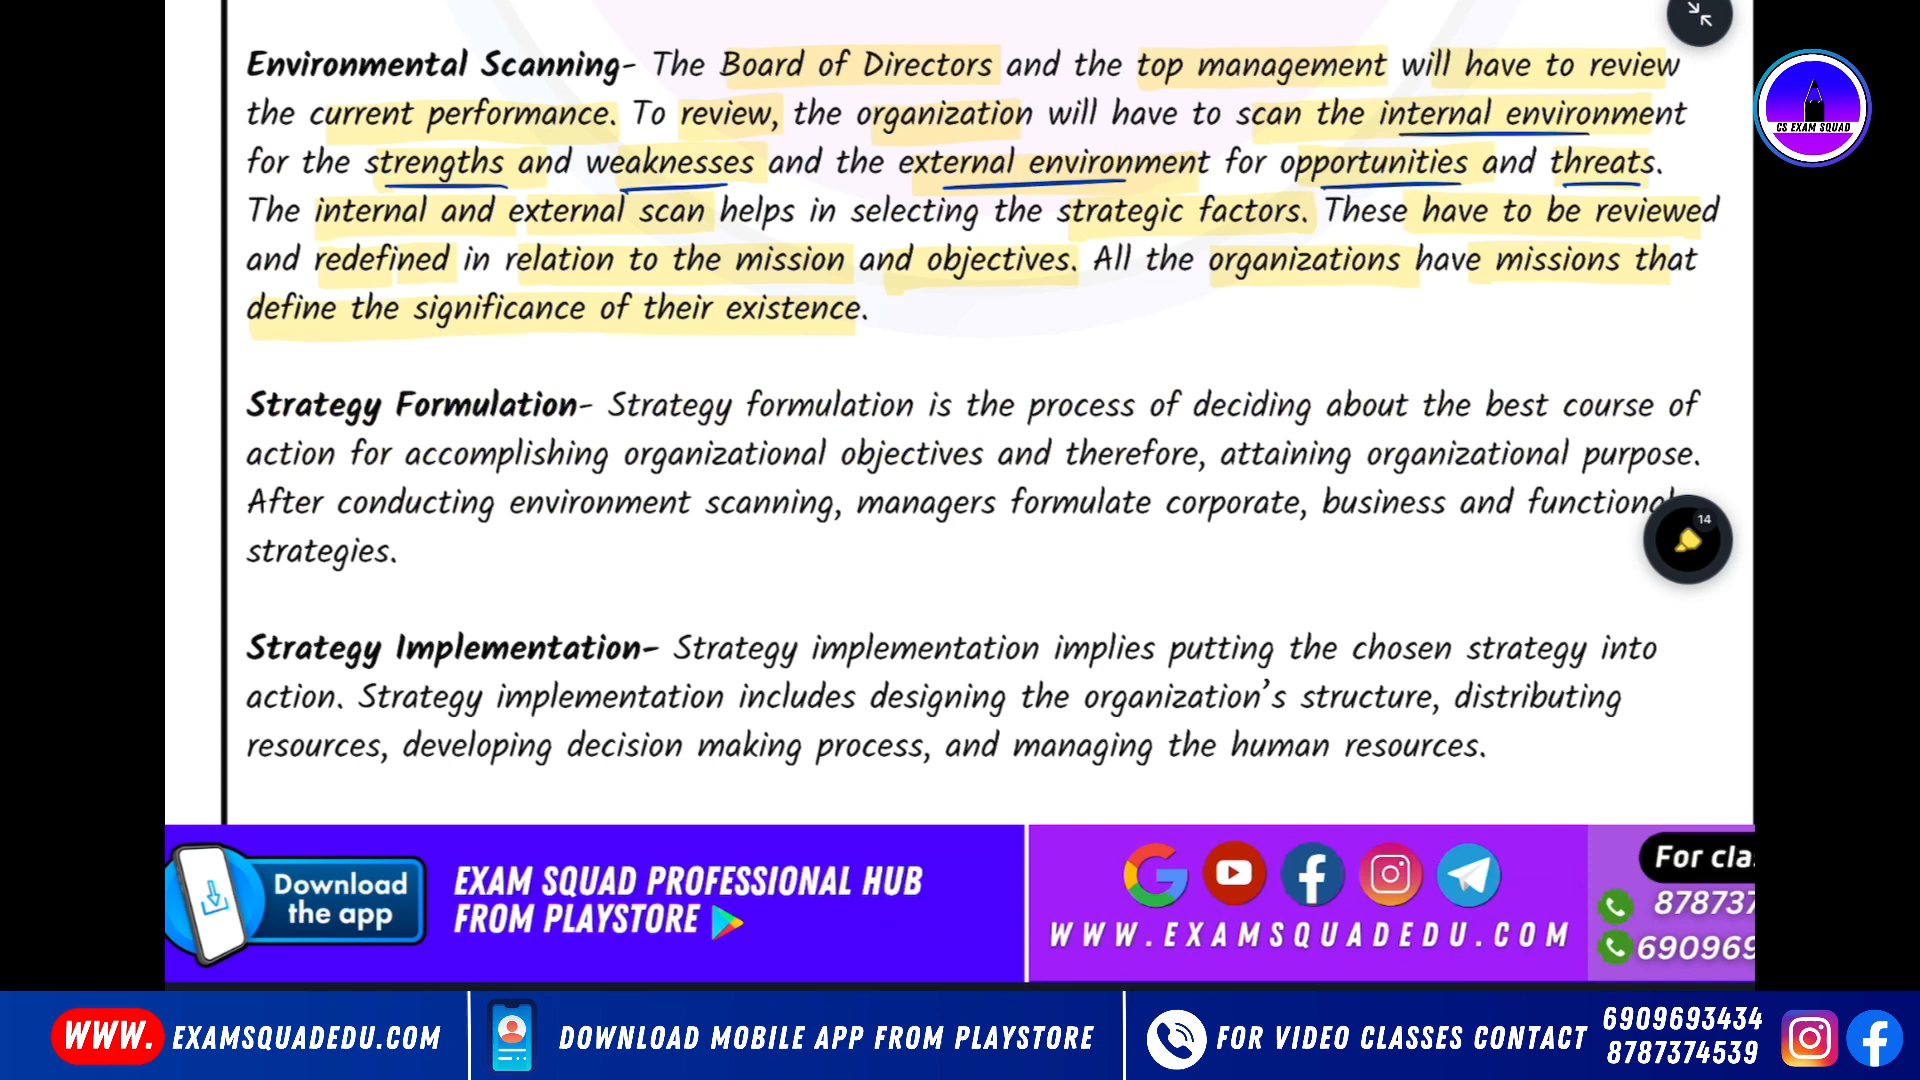 Environmental Scanning- The Board of Directors and the top management will have to review
the current performance. To review, the organization will have to scan the internal environment
for the strengths and weaknesses and the external environment for opportunities and threats.
The internal and external scan helps in selecting the strategic factors. These have to be reviewed
and redefined in relation to the mission and objectives. All the organizations have missions that
define the significance of their existence.
Strategy Formulation- Strategy formulation is the process of deciding about the best course of
action for accomplishing organizational objectives and therefore, attaining organizational purpose.
After conducting environment scanning, managers formulate corporate, business and functional
strategies.
14
Strategy Implementation- Strategy implementation implies putting the chosen strategy into
action. Strategy implementation includes designing the organization's structure, distributing
resources, developing decision making process, and managing the human resources.
CS EXAM SQUAD
Download
the app
EXAM SQUAD PROFESSIONAL HUB
FROM PLAYSTORE
WWW.EXAMSQUADEDU.COM
For cla
878737
690969
WWW. EXAMSQUADEDU.COM
DOWNLOAD MOBILE APP FROM PLAYSTORE
FOR VIDEO CLASSES CONTACT
6909693434
8787374539